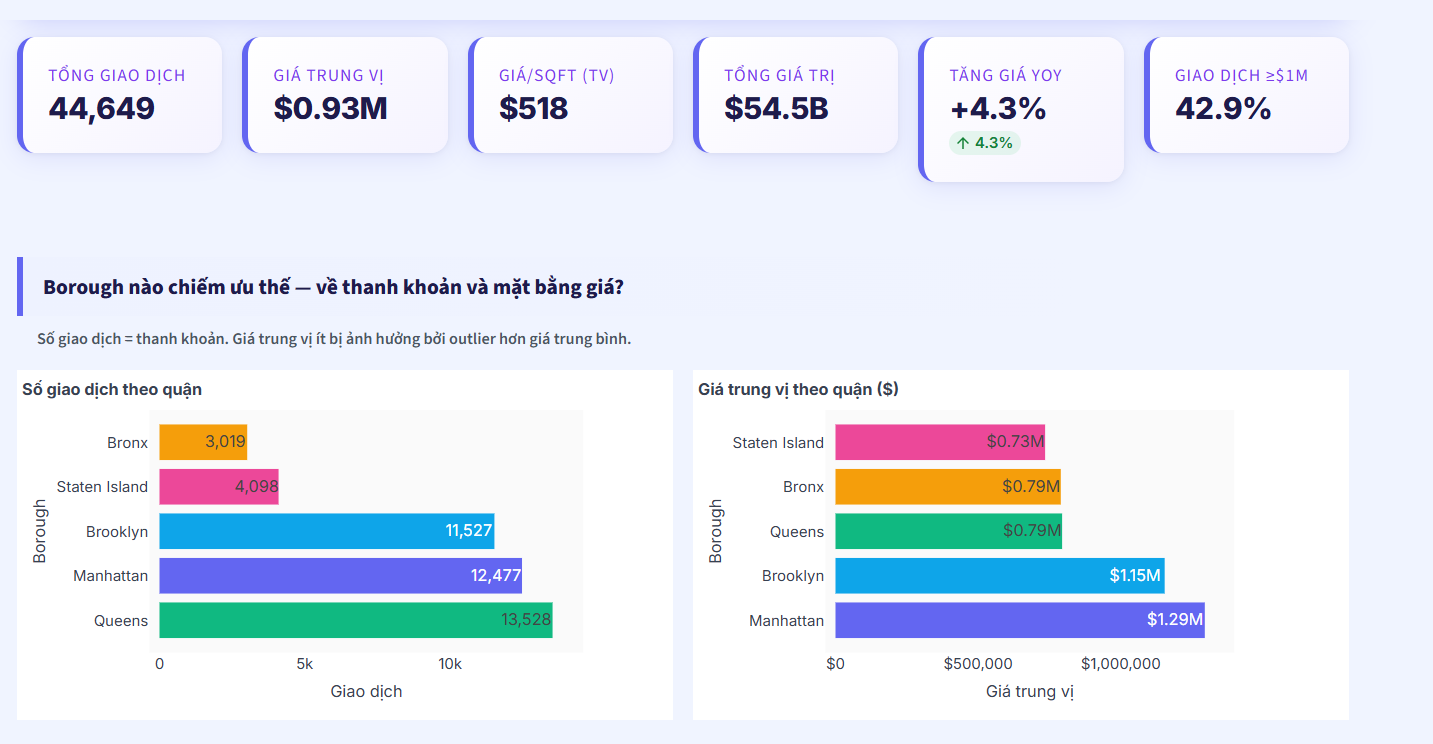 TỔNG GIAO DỊCH
44,649
GIÁ TRUNG VỊ
$0.93M
GIÁ/SQFT (TV)
$518
TỔNG GIÁ TRỊ
$54.5B
TĂNG GIÁ YOY
+4.3%
↑ 4.3%
GIAO DỊCH ≥$1M
42.9%
Borough nào chiếm ưu thế — về thanh khoản và mặt bằng giá?
Số giao dịch = thanh khoản. Giá trung vị ít bị ảnh hưởng bởi outlier hơn giá trung bình.
Số giao dịch theo quận
Borough
Bronx 3,019
Staten Island 4,098
Brooklyn 11,527
Manhattan 12,477
Queens 13,528
0 5k 10k
Giao dịch
Giá trung vị theo quận ($)
Borough
Staten Island $0.73M
Bronx $0.79M
Queens $0.79M
Brooklyn $1.15M
Manhattan $1.29M
$0 $500,000 $1,000,000
Giá trung vị